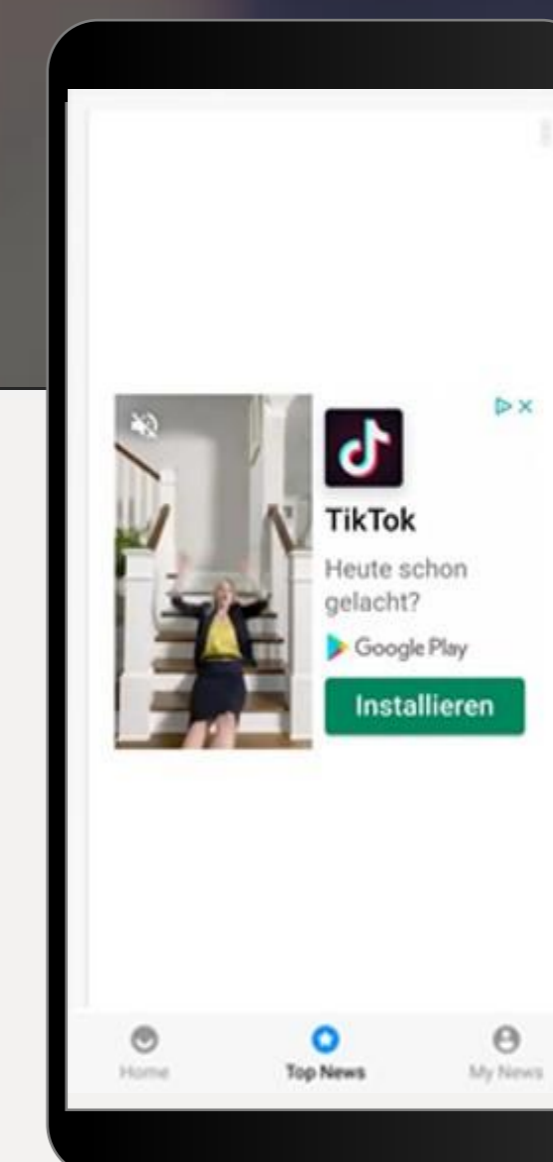 TikTok
Heute schon
gelacht?
Google Play
Installieren
Home
Top News
My News